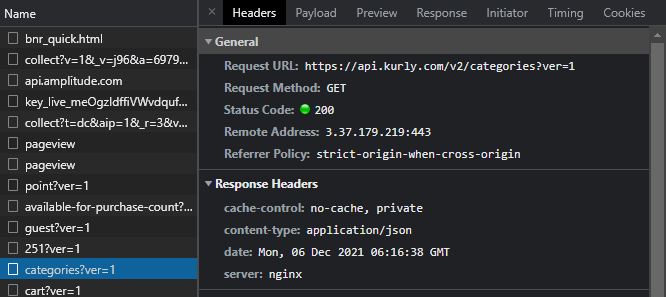 Name
bnr_quick.html
collect?v=1&_v=j96&a=6979...
api.amplitude.com
key_live_meOgzldffiVWvdquf...
collect?t=dc&aip=1&_r=3&v...
pageview
pageview
point?ver=1
available-for-purchase-count?...
guest?ver=1
251?ver=1
categories?ver=1
cart?ver=1
Headers Payload Preview Response Initiator Timing Cookies
General
Request URL: https://api.kurly.com/v2/categories?ver=1
Request Method: GET
Status Code: 200
Remote Address: 3.37.179.219:443
Referrer Policy: strict-origin-when-cross-origin
Response Headers
cache-control: no-cache, private
content-type: application/json
date: Mon, 06 Dec 2021 06:16:38 GMT
server: nginx